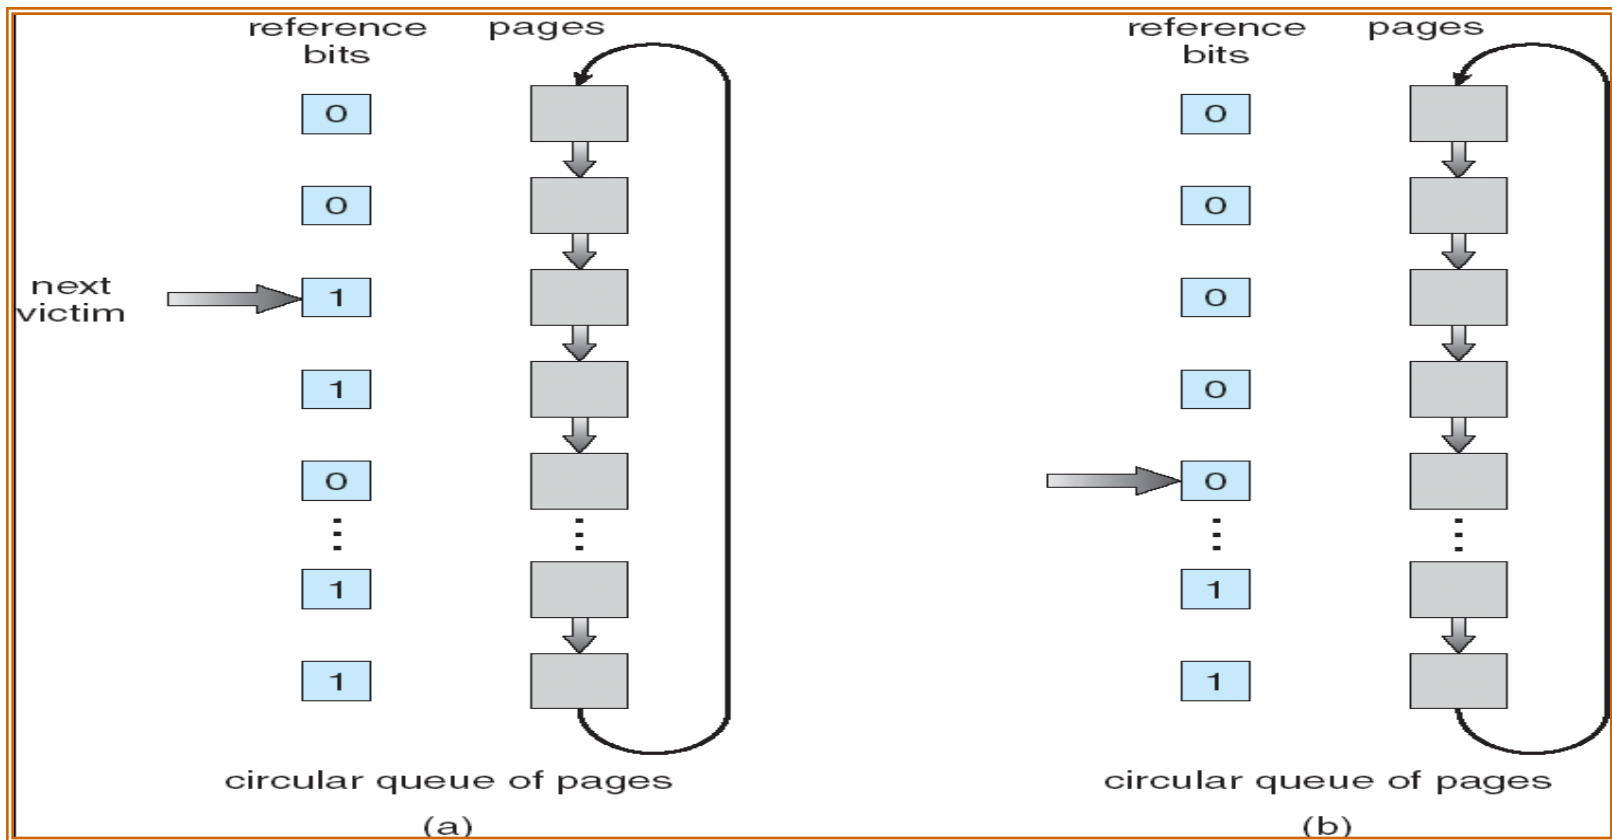 reference pages
bits
0
0
next
victim
1
1
0
1
1
circular queue of pages
(a)
reference pages
bits
0
0
0
0
0
1
1
circular queue of pages
(b)